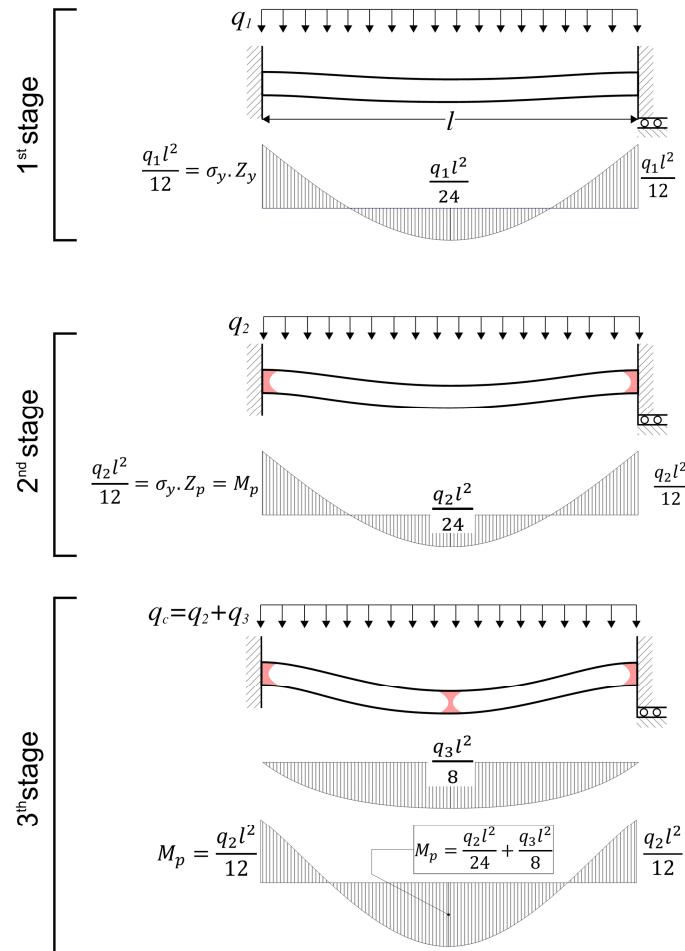 1st stage
q1
l
q1l²/12 = σy. Zy
q1l²/24
q1l²/12
2nd stage
q2
q2l²/12 = σy. Zp = Mp
q2l²/24
q2l²/12
3th stage
qc=q2+q3
q3l²/8
Mp = q2l²/12
Mp = q2l²/24 + q3l²/8
q2l²/12